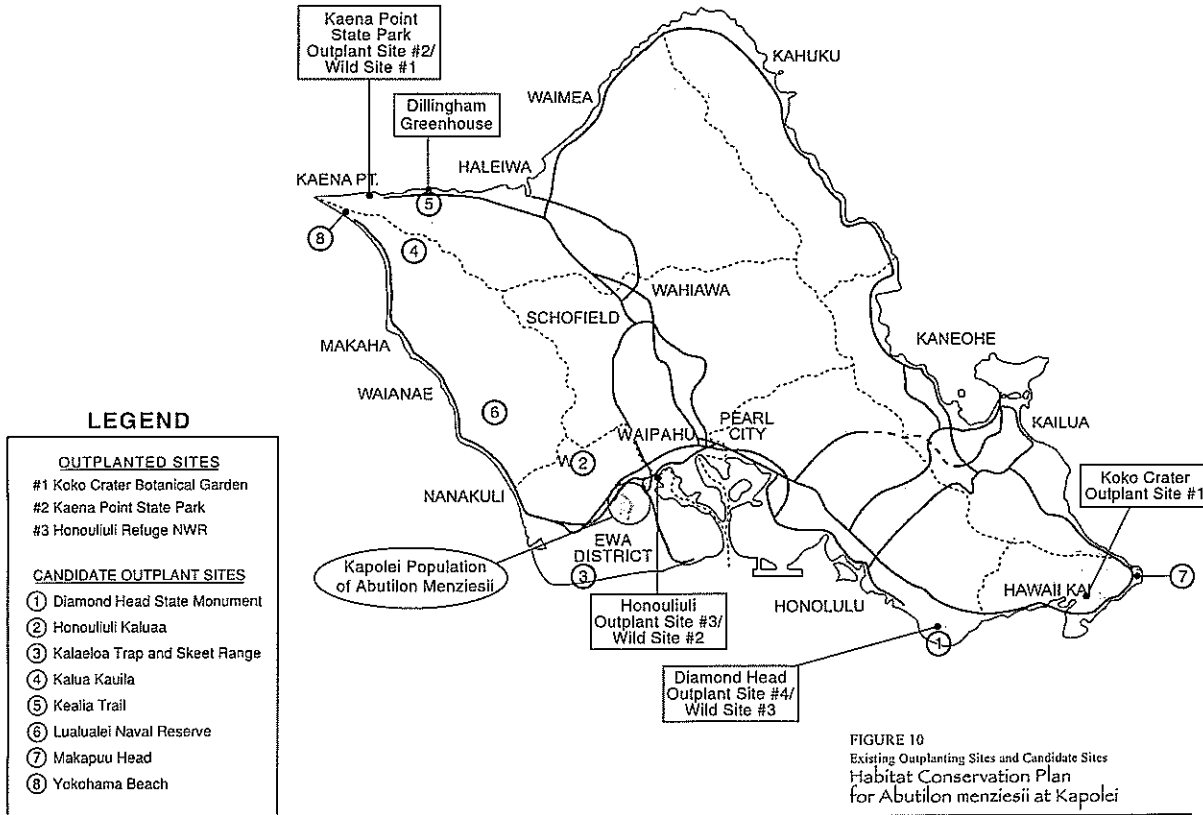 Kaena Point
State Park
Outplant Site #2/
Wild Site #1
KAHUKU
WAIMEA
Dillingham
Greenhouse
HALEIWA
KAENA PT.
5
8
4
WAHIAWA
SCHOFIELD
KANEOHE
MAKAHA
WAIANAE
6
PEARL
CITY
WAIPAHU
KAILUA
2
NANAKULI
Koko Crater
Outplant Site #1
EWA
DISTRICT
3
Kapolei Population
of Abutilon Menziesii
HAWAII KAI
7
HONOLULU
Honouliuli
Outplant Site #3/
Wild Site #2
1
Diamond Head
Outplant Site #4/
Wild Site #3
LEGEND
OUTPLANTED SITES
#1 Koko Crater Botanical Garden
#2 Kaena Point State Park
#3 Honouliuli Refuge NWR
CANDIDATE OUTPLANT SITES
1 Diamond Head State Monument
2 Honouliuli Kaluaa
3 Kalaeloa Trap and Skeet Range
4 Kalua Kauila
5 Kealia Trail
6 Lualualei Naval Reserve
7 Makapuu Head
8 Yokohama Beach
FIGURE 10
Existing Outplanting Sites and Candidate Sites
Habitat Conservation Plan
for Abutilon menziesii at Kapolei